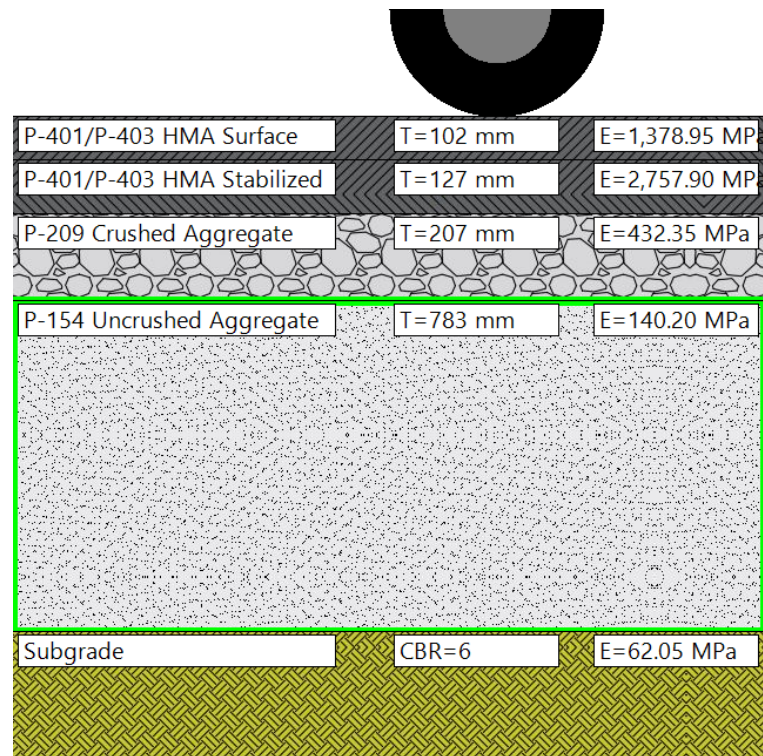 P-401/P-403 HMA Surface T=102 mm E=1,378.95 MPa
P-401/P-403 HMA Stabilized T=127 mm E=2,757.90 MPa
P-209 Crushed Aggregate T=207 mm E=432.35 MPa
P-154 Uncrushed Aggregate T=783 mm E=140.20 MPa
Subgrade CBR=6 E=62.05 MPa